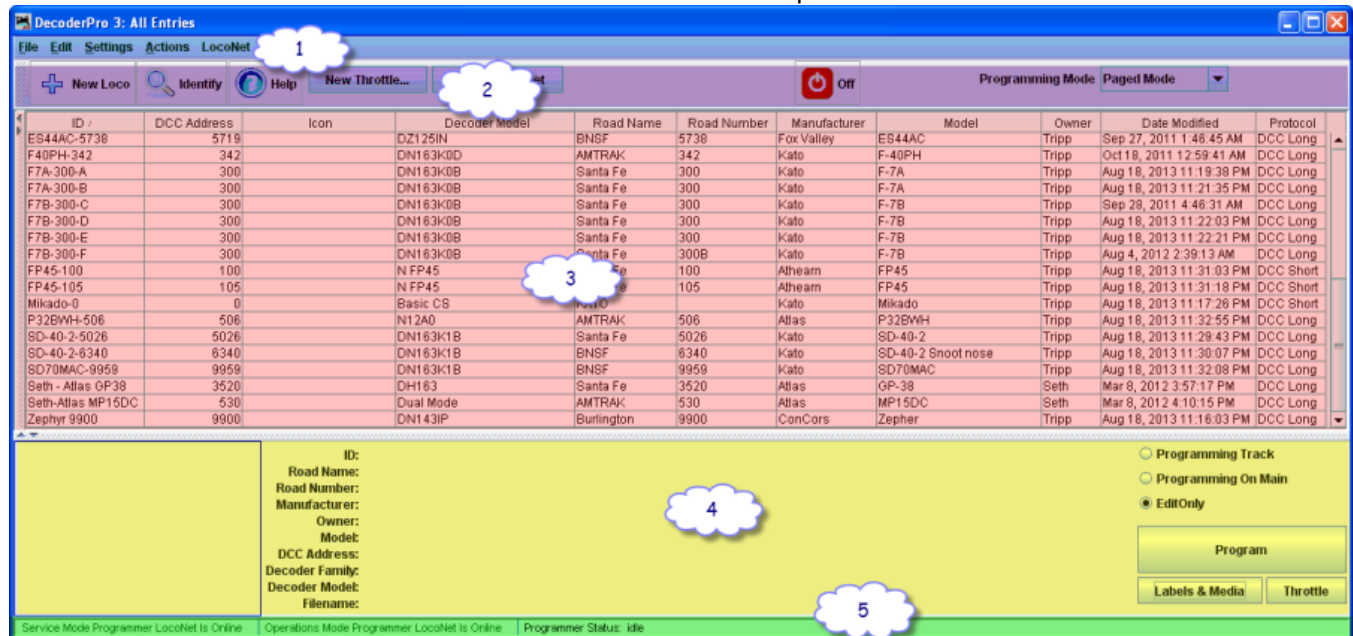 DecoderPro 3: All Entries
File Edit Settings Actions LocoNet
1
New Loco Identify Help New Throttle... 2 Off Programming Mode Paged Mode
ID DCC Address Icon Decoder Model Road Name Road Number Manufacturer Model Owner Date Modified Protocol
ES44AC-5738 5719 DZ125IN BNSF 5738 Fox Valley ES44AC Tripp Sep 27, 2011 1:46:45 AM DCC Long
F40PH-342 342 DN163K0D AMTRAK 342 Kato F-40PH Tripp Oct 18, 2011 12:59:41 AM DCC Long
F7A-300-A 300 DN163K0B Santa Fe 300 Kato F-7A Tripp Aug 18, 2013 11:19:38 PM DCC Long
F7A-300-B 300 DN163K0B Santa Fe 300 Kato F-7A Tripp Aug 18, 2013 11:21:35 PM DCC Long
F7B-300-C 300 DN163K0B Santa Fe 300 Kato F-7B Tripp Sep 28, 2011 4:46:31 AM DCC Long
F7B-300-D 300 DN163K0B Santa Fe 300 Kato F-7B Tripp Aug 18, 2013 11:22:03 PM DCC Long
F7B-300-E 300 DN163K0B Santa Fe 300 Kato F-7B Tripp Aug 18, 2013 11:22:21 PM DCC Long
F7B-300-F 300 DN163K0B Fe 300B Kato F-7B Tripp Aug 4, 2012 2:39:13 AM DCC Long
FP45-100 100 N FP45 100 Athearn FP45 Tripp Aug 18, 2013 11:31:03 PM DCC Short
3
FP45-105 105 N FP45 105 Athearn FP45 Tripp Aug 18, 2013 11:31:18 PM DCC Short
Mikado-0 0 Basic CS Kato Mikado Tripp Aug 18, 2013 11:17:26 PM DCC Short
P32BWH-506 506 N12A0 AMTRAK 506 Atlas P32BWH Tripp Aug 18, 2013 11:32:55 PM DCC Long
SD-40-2-5026 5026 DN163K1B Santa Fe 5026 Kato SD-40-2 Tripp Aug 18, 2013 11:29:43 PM DCC Long
SD-40-2-6340 6340 DN163K1B BNSF 6340 Kato SD-40-2 Snoot nose Tripp Aug 18, 2013 11:30:07 PM DCC Long
SD70MAC-9959 9959 DN163K1B BNSF 9959 Kato SD70MAC Tripp Aug 18, 2013 11:32:08 PM DCC Long
Seth - Atlas GP38 3520 DH163 Santa Fe 3520 Atlas GP-38 Seth Mar 8, 2012 3:57:17 PM DCC Long
Seth-Atlas MP15DC 530 Dual Mode AMTRAK 530 Atlas MP15DC Seth Mar 8, 2012 4:10:15 PM DCC Long
Zephyr 9900 9900 DN143IP Burlington 9900 ConCors Zepher Tripp Aug 18, 2013 11:16:03 PM DCC Long
ID:
Road Name:
Road Number:
Manufacturer:
Owner:
Model:
DCC Address:
Decoder Family:
Decoder Model:
Filename:
4
Programming Track
Programming On Main
EditOnly
Program
Labels & Media Throttle
5
Service Mode Programmer LocoNet Is Online Operations Mode Programmer LocoNet Is Online Programmer Status: idle